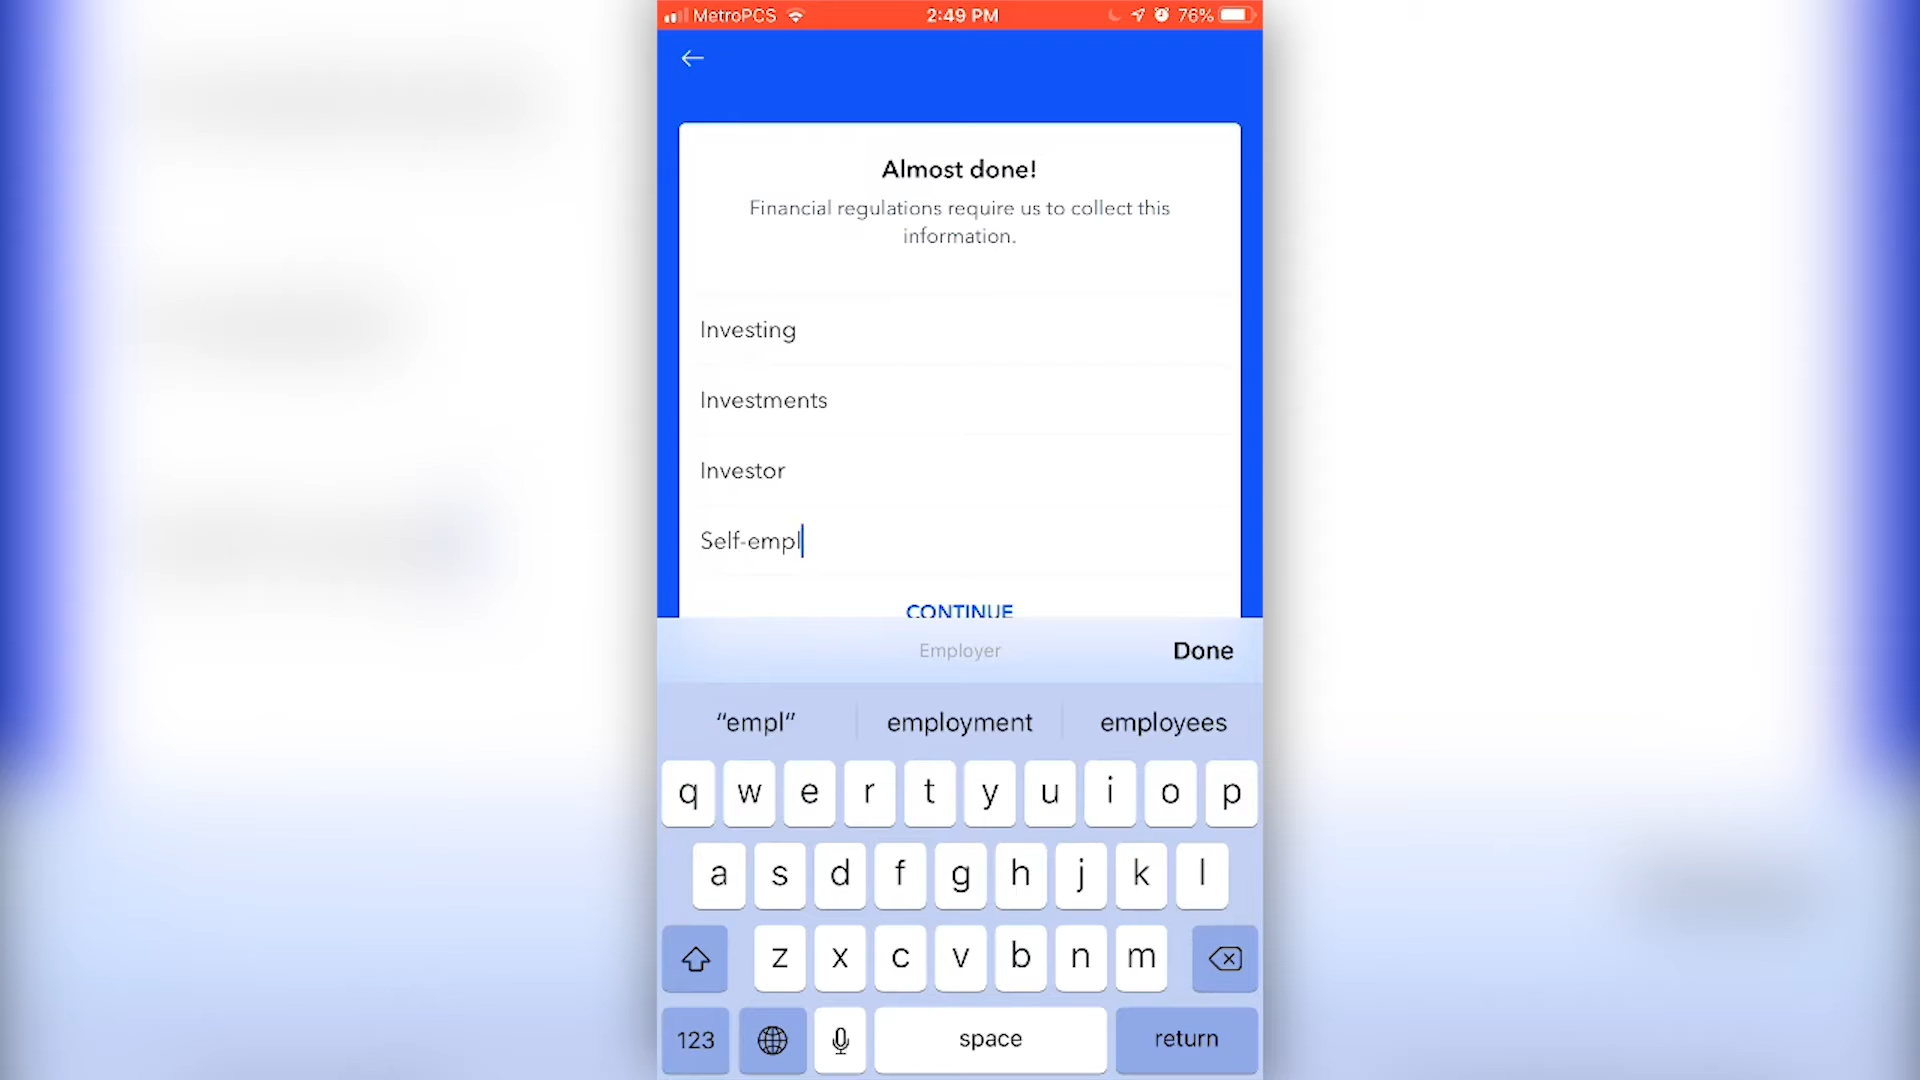 MetroPCS 2:49 PM 76%
Almost done!
Financial regulations require us to collect this
information.
Investing
Investments
Investor
Self-empl
CONTINUE
Employer Done
“empl” employment employees
q w e r t y u i o p
a s d f g h j k l
z x c v b n m
123 space return